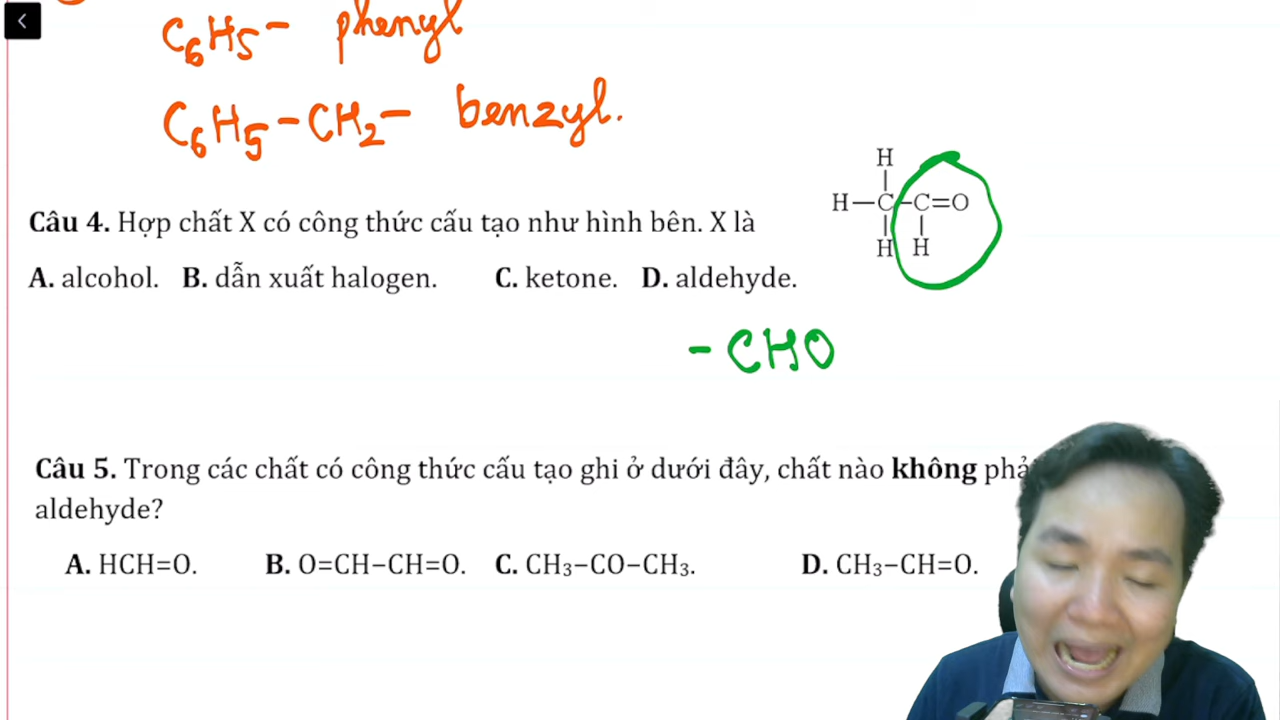 C₆H₅– phenyl
C₆H₅–CH₂– benzyl.
H
H–C–C=O
H H
Câu 4. Hợp chất X có công thức cấu tạo như hình bên. X là
A. alcohol. B. dẫn xuất halogen. C. ketone. D. aldehyde.
-CHO
Câu 5. Trong các chất có công thức cấu tạo ghi ở dưới đây, chất nào không
aldehyde?
A. HCH=O. B. O=CH–CH=O. C. CH₃–CO–CH₃. D. CH₃–CH=O.